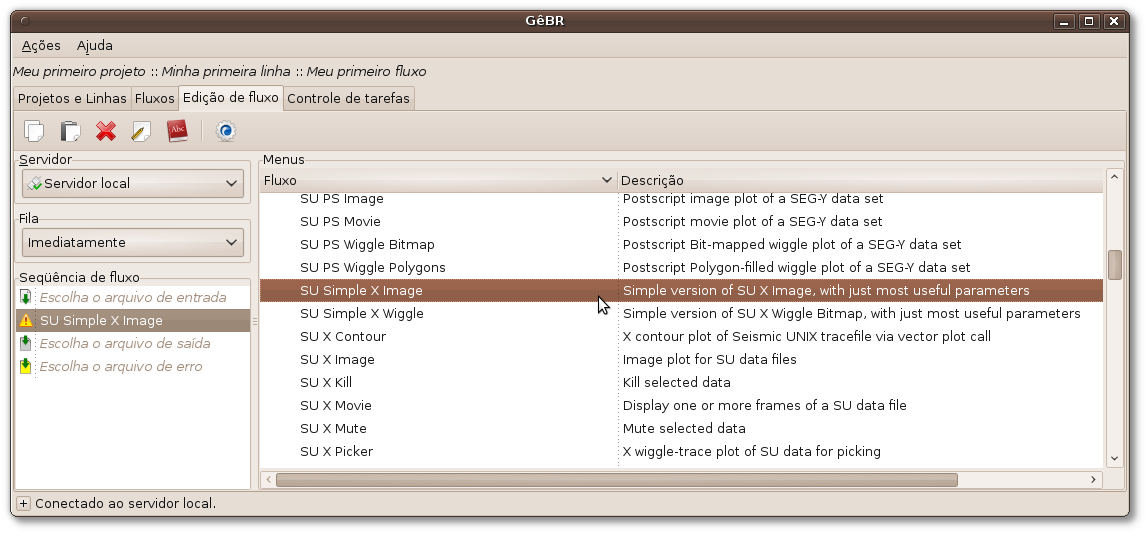 GêBR
Ações Ajuda
Meu primeiro projeto :: Minha primeira linha :: Meu primeiro fluxo
Projetos e Linhas Fluxos Edição de fluxo Controle de tarefas
Abc
Servidor
Servidor local
Fila
Imediatamente
Seqüência de fluxo
Escolha o arquivo de entrada
SU Simple X Image
Escolha o arquivo de saída
Escolha o arquivo de erro
Menus
Fluxo Descrição
SU PS Image Postscript image plot of a SEG-Y data set
SU PS Movie Postscript movie plot of a SEG-Y data set
SU PS Wiggle Bitmap Postscript Bit-mapped wiggle plot of a SEG-Y data set
SU PS Wiggle Polygons Postscript Polygon-filled wiggle plot of a SEG-Y data set
SU Simple X Image Simple version of SU X Image, with just most useful parameters
SU Simple X Wiggle Simple version of SU X Wiggle Bitmap, with just most useful parameters
SU X Contour X contour plot of Seismic UNIX tracefile via vector plot call
SU X Image Image plot for SU data files
SU X Kill Kill selected data
SU X Movie Display one or more frames of a SU data file
SU X Mute Mute selected data
SU X Picker X wiggle-trace plot of SU data for picking
Conectado ao servidor local.